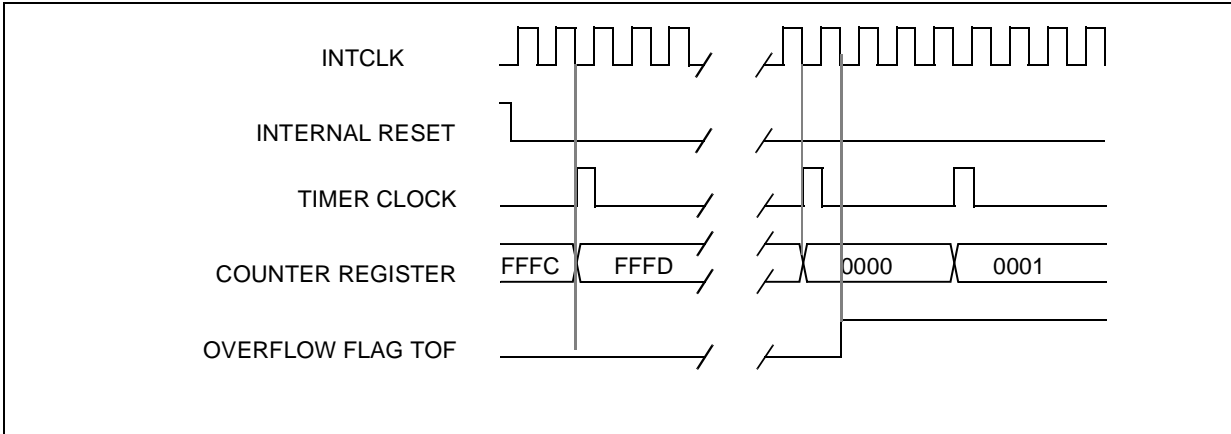 INTCLK
INTERNAL RESET
TIMER CLOCK
COUNTER REGISTER FFFC FFFD 0000 0001
OVERFLOW FLAG TOF